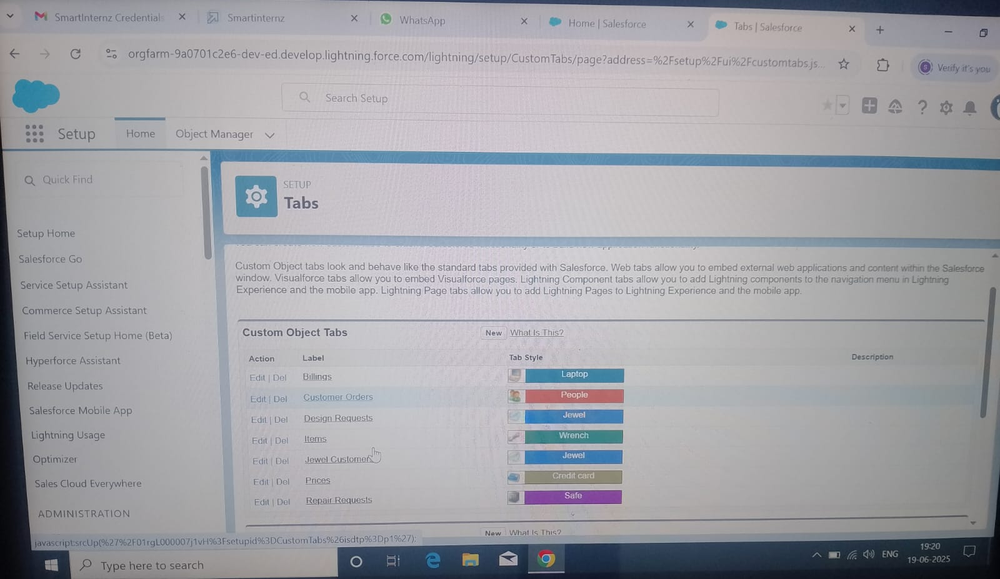 SmartInternz Credentials
Smartinternz
WhatsApp
Home | Salesforce
Tabs | Salesforce
orgfarm-9a0701c2e6-dev-ed.develop.lightning.force.com/lightning/setup/CustomTabs/page?address=%2Fsetup%2Fui%2Fcustomtabs.js...
Verify it's you
Search Setup
Setup
Home
Object Manager
Quick Find
Setup Home
Salesforce Go
Service Setup Assistant
Commerce Setup Assistant
Field Service Setup Home (Beta)
Hyperforce Assistant
Release Updates
Salesforce Mobile App
Lightning Usage
Optimizer
Sales Cloud Everywhere
ADMINISTRATION
SETUP
Tabs
Custom Object tabs look and behave like the standard tabs provided with Salesforce. Web tabs allow you to embed external web applications and content within the Salesforce
window. Visualforce tabs allow you to embed Visualforce pages. Lightning Component tabs allow you to add Lightning components to the navigation menu in Lightning
Experience and the mobile app. Lightning Page tabs allow you to add Lightning Pages to Lightning Experience and the mobile app.
Custom Object Tabs New What Is This?
Action Label Tab Style Description
Edit | Del Billings Laptop
Edit | Del Customer Orders People
Edit | Del Design Requests Jewel
Edit | Del Items Wrench
Edit | Del Jewel Customer Jewel
Edit | Del Prices Credit card
Edit | Del Repair Requests Safe
New What Is This?
javascript:srcUp(%27%2F01rgL000007j1vH%3Fsetupid%3DCustomTabs%26isdtp%3Dp1%27);
Type here to search
ENG
19:20
19-06-2025